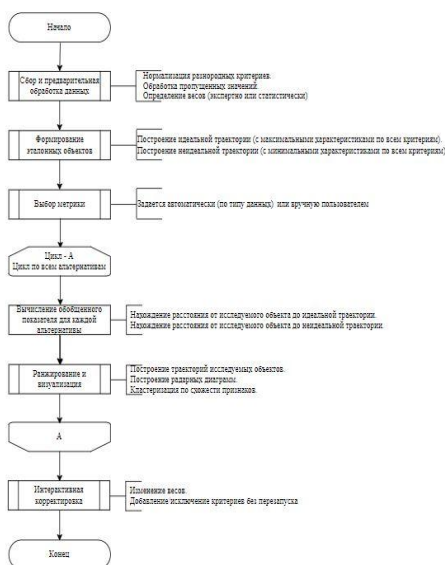 Начало
Сбор и предварительная
обработка данных
Нормализация разнородных критериев.
Обработка пропущенных значений.
Определение весов (экспертно или статистически)
Формирование
эталонных объектов
Построение идеальной траектории (с максимальными характеристиками по всем критериям).
Построение неидеальной траектории (с минимальными характеристиками по всем критериям)
Выбор метрики
Задается автоматически (по типу данных) или вручную пользователем
Цикл - А
Цикл по всем альтернативам
Вычисление обобщенного
показателя для каждой
альтернативы
Нахождение расстояния от исследуемого объекта до идеальной траектории.
Нахождение расстояния от исследуемого объекта до неидеальной траектории.
Ранжирование и
визуализация
Построение траекторий исследуемых объектов.
Построение радарных диаграмм.
Кластеризация по схожести признаков.
А
Интерактивная
корректировка
Изменение весов.
Добавление исключение критериев без перезапуска
Конец